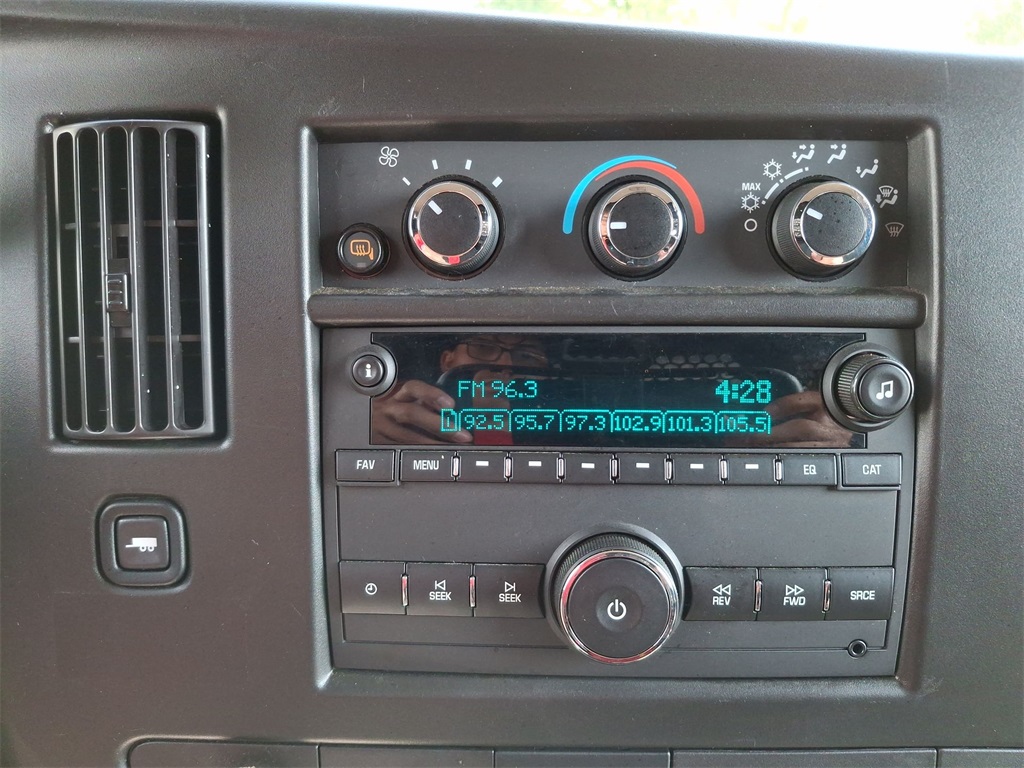 MAX
i
FM 96.3 4:28
1 92.5 95.7 97.3 102.9 101.3 105.5
FAV MENU EQ CAT
SEEK SEEK REV FWD SRCE